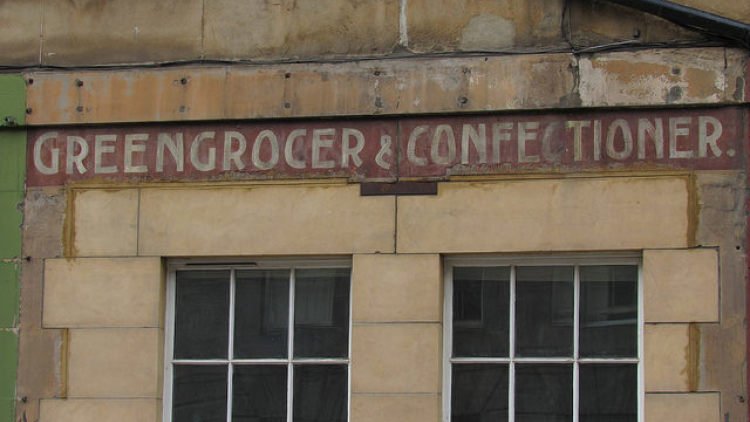 GREENGROCER & CONFECTIONER.